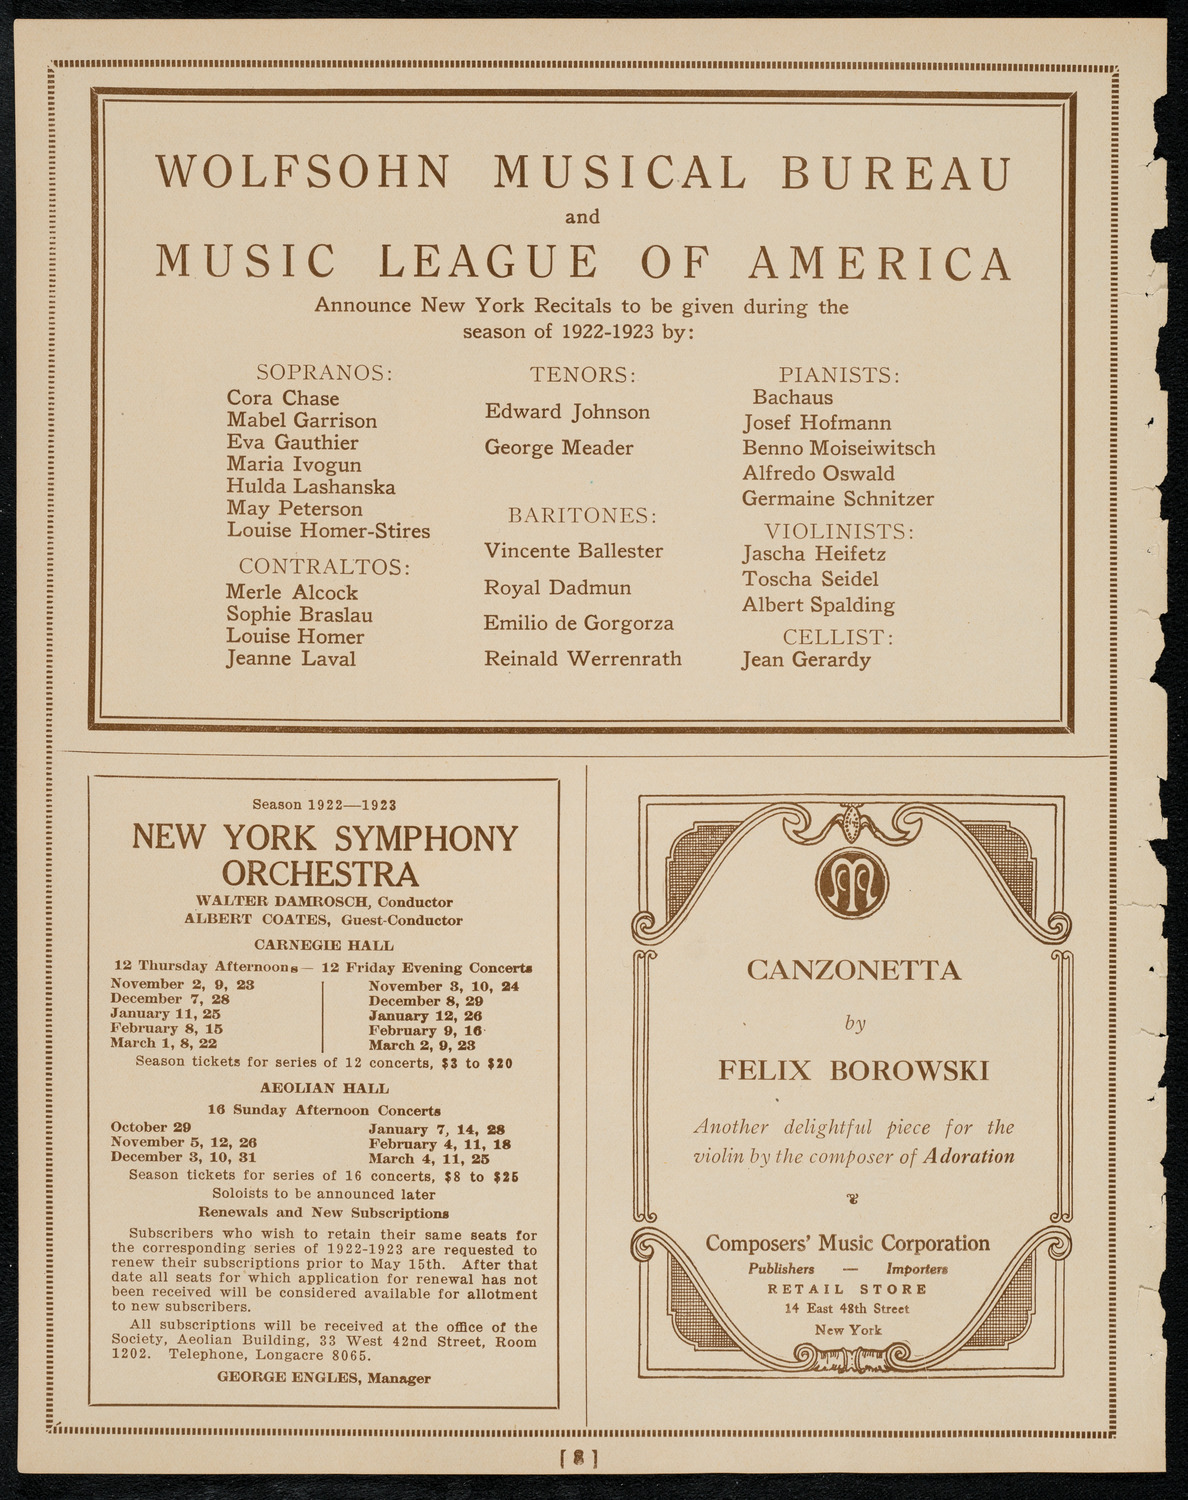 WOLFSOHN MUSICAL BUREAU
and
MUSIC LEAGUE OF AMERICA
Announce New York Recitals to be given during the
season of 1922-1923 by:
SOPRANOS:
Cora Chase
Mabel Garrison
Eva Gauthier
Maria Ivogun
Hulda Lashanska
May Peterson
Louise Homer-Stires
CONTRALTOS:
Merle Alcock
Sophie Braslau
Louise Homer
Jeanne Laval
TENORS:
Edward Johnson
George Meader
BARITONES:
Vincente Ballester
Royal Dadmun
Emilio de Gorgorza
Reinald Werrenrath
PIANISTS:
Bachaus
Josef Hofmann
Benno Moiseiwitsch
Alfredo Oswald
Germaine Schnitzer
VIOLINISTS:
Jascha Heifetz
Toscha Seidel
Albert Spalding
CELLIST:
Jean Gerardy
Season 1922—1923
NEW YORK SYMPHONY
ORCHESTRA
WALTER DAMROSCH, Conductor
ALBERT COATES, Guest-Conductor
CARNEGIE HALL
12 Thursday Afternoons — 12 Friday Evening Concerts
November 2, 9, 23
December 7, 28
January 11, 25
February 8, 15
March 1, 8, 22
November 3, 10, 24
December 8, 29
January 12, 26
February 9, 16
March 2, 9, 23
Season tickets for series of 12 concerts, $3 to $20
AEOLIAN HALL
16 Sunday Afternoon Concerts
October 29
November 5, 12, 26
December 3, 10, 31
January 7, 14, 28
February 4, 11, 18
March 4, 11, 25
Season tickets for series of 16 concerts, $8 to $25
Soloists to be announced later
Renewals and New Subscriptions
Subscribers who wish to retain their same seats for
the corresponding series of 1922-1923 are requested to
renew their subscriptions prior to May 15th. After that
date all seats for which application for renewal has not
been received will be considered available for allotment
to new subscribers.
All subscriptions will be received at the office of the
Society, Aeolian Building, 33 West 42nd Street, Room
1202. Telephone, Longacre 8065.
GEORGE ENGLES, Manager
M
CANZONETTA
by
FELIX BOROWSKI
Another delightful piece for the
violin by the composer of Adoration
Composers' Music Corporation
Publishers — Importers
RETAIL STORE
14 East 48th Street
New York
[ 8 ]